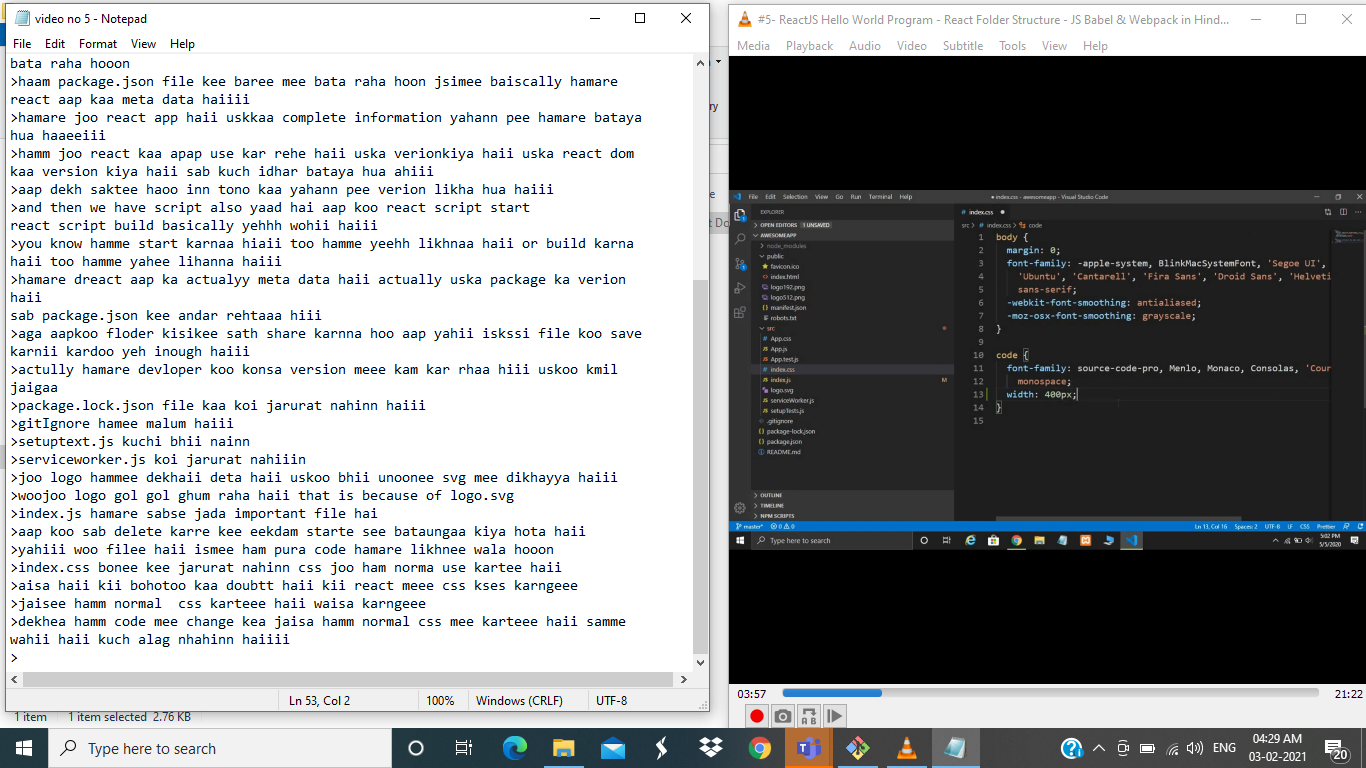 video no 5 - Notepad
File Edit Format View Help
bata raha hooon
>haam package.json file kee baree mee bata raha hoon jsimee baiscally hamare
react aap kaa meta data haiiii
>hamare joo react app haii uskkaa complete information yahann pee hamare bataya
hua haaeeiii
>hamm joo react kaa apap use kar rehe haii uska verionkiya haii uska react dom
kaa version kiya haii sab kuch idhar bataya hua ahiii
>aap dekh saktee haoo inn tono kaa yahann pee verion likha hua haiii
>and then we have script also yaad hai aap koo react script start
react script build basically yehhh wohii haiii
>you know hamme start karnaa hiaii too hamme yeehh likhnaa haii or build karna
haii too hamme yahee lihanna haiii
>hamare dreact aap ka actualyy meta data haii actually uska package ka verion
haii
sab package.json kee andar rehtaaa hiii
>aga aapkoo floder kisikee sath share karnna hoo aap yahii iskssi file koo save
karnii kardoo yeh inough haiii
>actully hamare devloper koo konsa version meee kam kar rhaa hiii uskoo kmil
jaigaa
>package.lock.json file kaa koi jarurat nahinn haiii
>gitIgnore hamee malum haiii
>setuptext.js kuchi bhii nainn
>serviceworker.js koi jarurat nahiiin
>joo logo hammee dekhaii deta haii uskoo bhii unoonee svg mee dikhayya haiii
>woojoo logo gol gol ghum raha haii that is because of logo.svg
>index.js hamare sabse jada important file hai
>aap koo sab delete karre kee eekdam starte see bataungaa kiya hota haii
>yahiii woo filee haii ismee ham pura code hamare likhnee wala hooon
>index.css bonee kee jarurat nahinn css joo ham norma use kartee haii
>aisa haii kii bohotoo kaa doubtt haii kii react meee css kses karngeee
>jaisee hamm normal  css karteee haii waisa karngeee
>dekhea hamm code mee change kea jaisa hamm normal css mee karteee haii samme
wahii haii kuch alag nhahinn haiiii
>
Ln 53, Col 2 100% Windows (CRLF) UTF-8
1 item 1 item selected 2.76 KB
ry
e
t Do
#5- ReactJS Hello World Program - React Folder Structure - JS Babel & Webpack in Hind...
Media Playback Audio Video Subtitle Tools View Help
File Edit Selection View Go Run Terminal Help
● index.css - awesomeapp - Visual Studio Code
EXPLORER
OPEN EDITORS 1 UNSAVED
AWESOMEAPP
node_modules
public
favicon.ico
index.html
logo192.png
logo512.png
manifest.json
robots.txt
src
App.css
App.js
App.test.js
index.css
index.js M
logo.svg
serviceWorker.js
setupTests.js
.gitignore
package-lock.json
package.json
README.md
OUTLINE
TIMELINE
NPM SCRIPTS
# index.css ●
src > # index.css > code
1 body {
2 margin: 0;
3 font-family: -apple-system, BlinkMacSystemFont, 'Segoe UI',
4 'Ubuntu', 'Cantarell', 'Fira Sans', 'Droid Sans', 'Helveti
5 sans-serif;
6 -webkit-font-smoothing: antialiased;
7 -moz-osx-font-smoothing: grayscale;
8 }
9
10 code {
11 font-family: source-code-pro, Menlo, Monaco, Consolas, 'Cour
12 monospace;
13 width: 400px;
14 }
15
master* 0 0 Ln 13, Col 16 Spaces: 2 UTF-8 LF CSS Prettier
Type here to search
5:02 PM
5/5/2020
03:57 21:22
A B
Type here to search
ENG
04:29 AM
03-02-2021
20